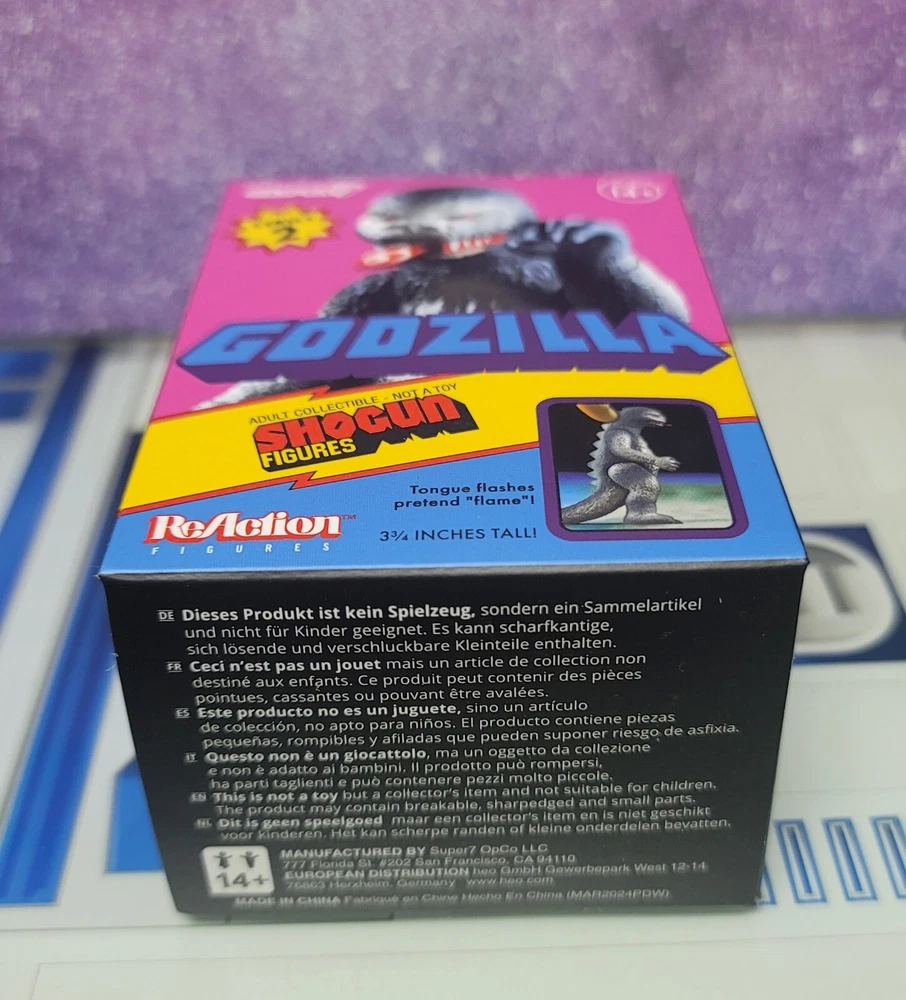 14+
2
GODZILLA
ADULT COLLECTIBLE - NOT A TOY
SHOGUN
FIGURES
Tongue flashes
pretend "flame"!
ReAction™
FIGURES
3¾ INCHES TALL!
DE Dieses Produkt ist kein Spielzeug, sondern ein Sammelartikel
und nicht für Kinder geeignet. Es kann scharfkantige,
sich lösende und verschluckbare Kleinteile enthalten.
FR Ceci n'est pas un jouet mais un article de collection non
destiné aux enfants. Ce produit peut contenir des pièces
pointues, cassantes ou pouvant être avalées.
ES Este producto no es un juguete, sino un artículo
de colección, no apto para niños. El producto contiene piezas
pequeñas, rompibles y afiladas que pueden suponer riesgo de asfixia.
IT Questo non è un giocattolo, ma un oggetto da collezione
e non è adatto ai bambini. Il prodotto può rompersi,
ha parti taglienti e può contenere pezzi molto piccole.
EN This is not a toy but a collector's item and not suitable for children.
The product may contain breakable, sharpedged and small parts.
NL Dit is geen speelgoed maar een collector's item en is niet geschikt
voor kinderen. Het kan scherpe randen of kleine onderdelen bevatten.
14+
MANUFACTURED BY Super7 OpCo LLC
777 Florida St. #202 San Francisco, CA 94110
EUROPEAN DISTRIBUTION heo GmbH Gewerbepark West 12-14
76863 Herxheim, Germany www.heo.com
MADE IN CHINA Fabriqué en Chine Hecho En China (MAR2024PDW)